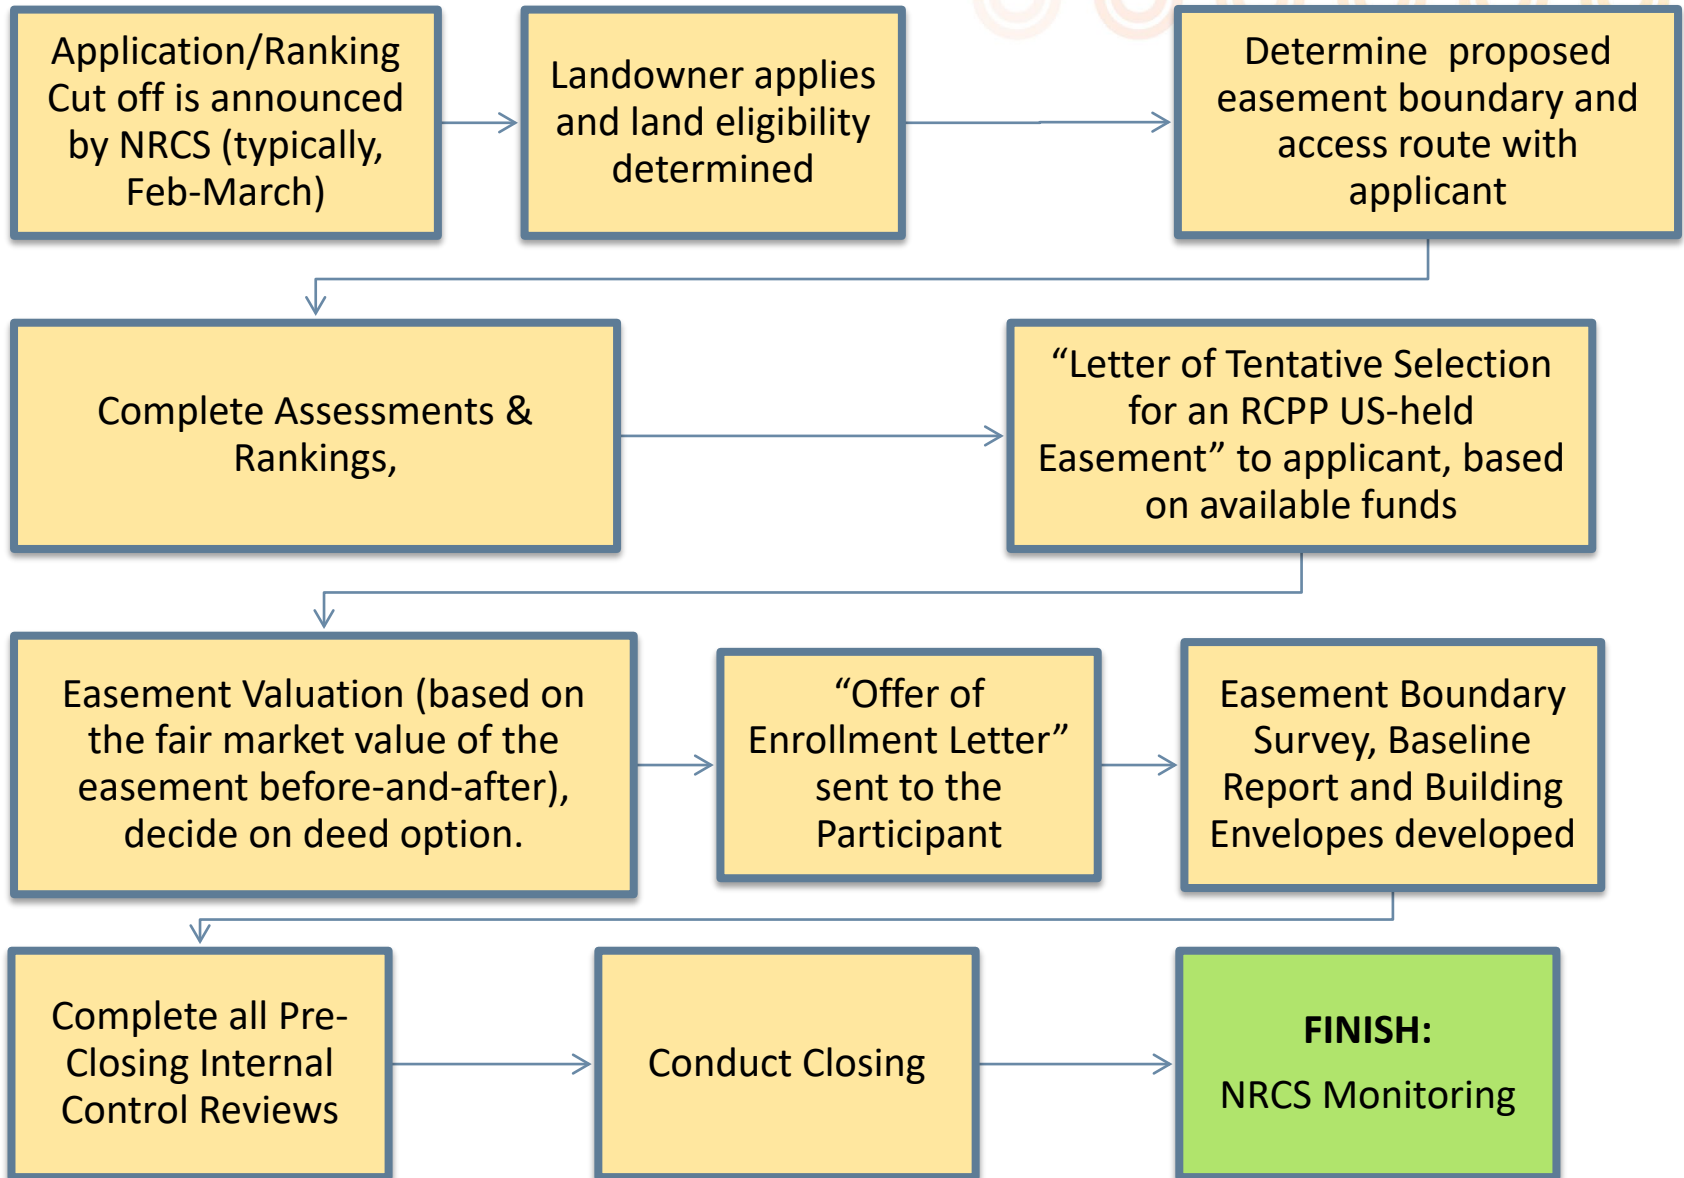 Application/Ranking
Cut off is announced
by NRCS (typically,
Feb-March)
Landowner applies
and land eligibility
determined
Determine proposed
easement boundary and
access route with
applicant
Complete Assessments &
Rankings,
“Letter of Tentative Selection
for an RCPP US-held
Easement” to applicant, based
on available funds
Easement Valuation (based on
the fair market value of the
easement before-and-after),
decide on deed option.
“Offer of
Enrollment Letter”
sent to the
Participant
Easement Boundary
Survey, Baseline
Report and Building
Envelopes developed
Complete all Pre-
Closing Internal
Control Reviews
Conduct Closing
FINISH:
NRCS Monitoring